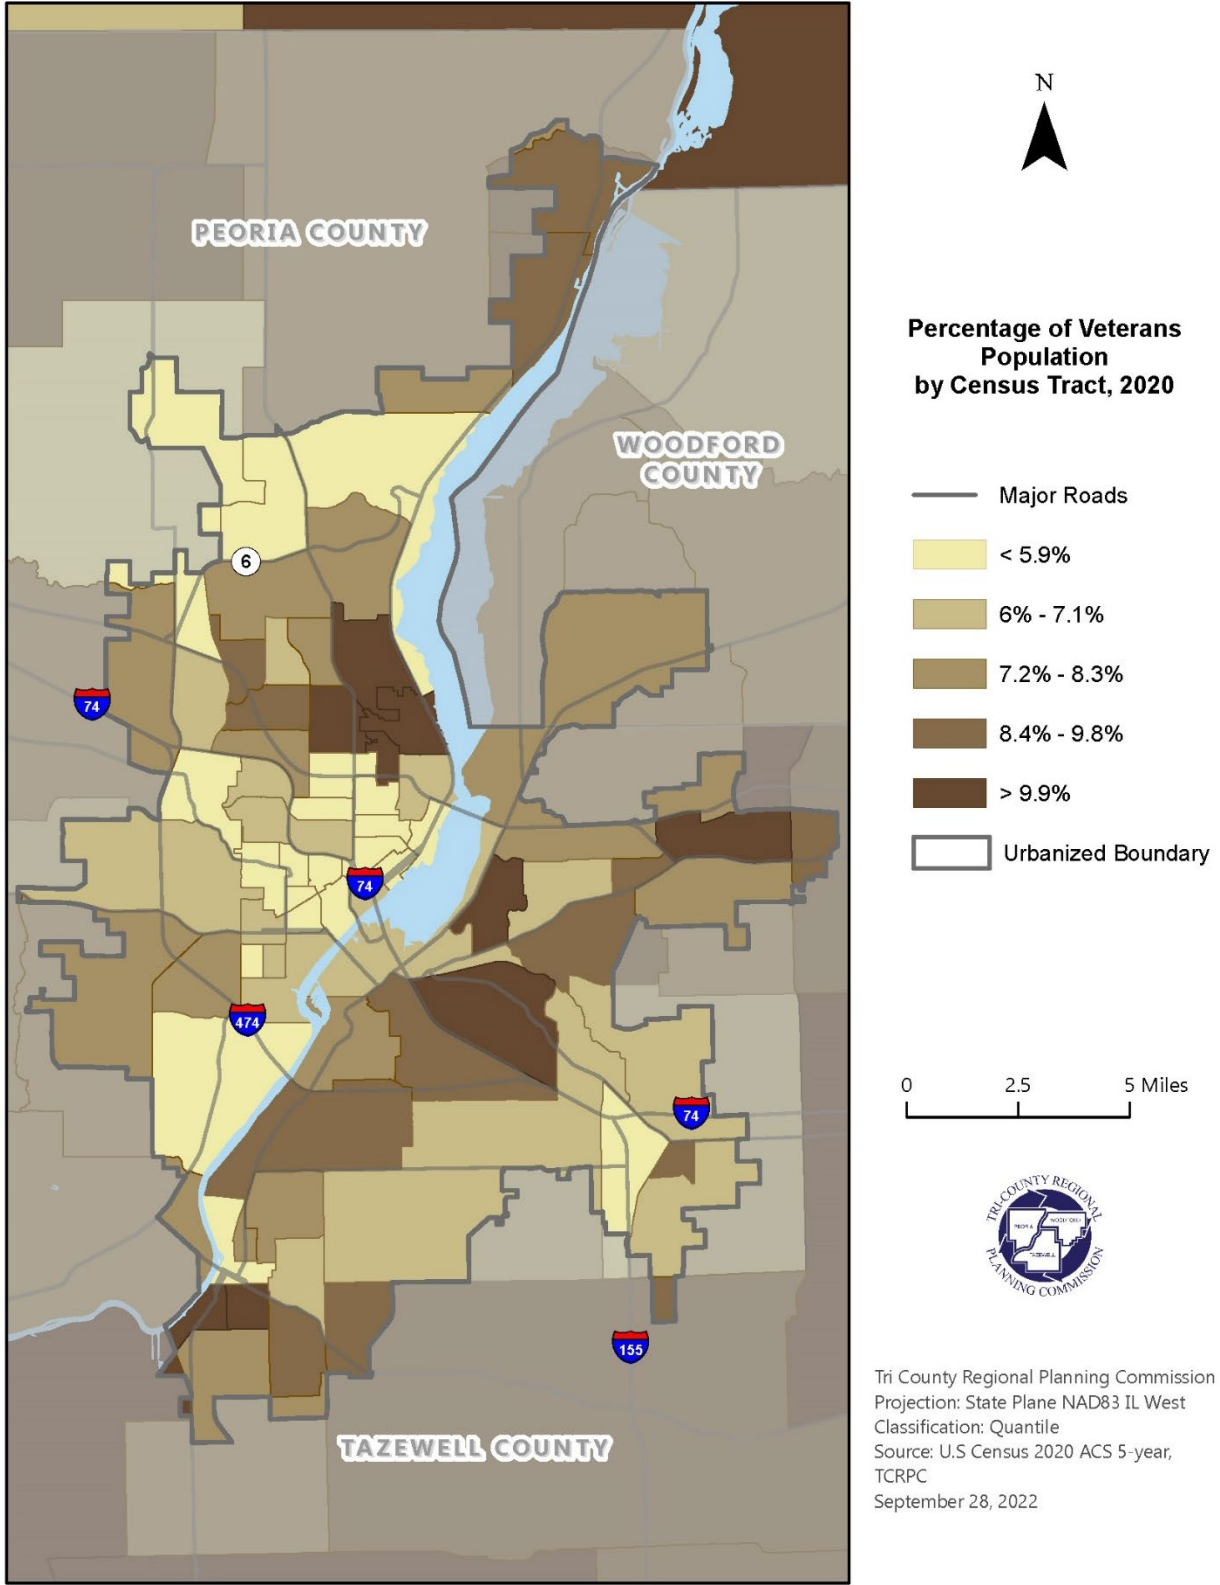 N
PEORIA COUNTY
Percentage of Veterans
Population
by Census Tract, 2020
WOODFORD
COUNTY
Major Roads
< 5.9%
6
6% - 7.1%
7.2% - 8.3%
74
8.4% - 9.8%
> 9.9%
Urbanized Boundary
74
474
0 2.5 5 Miles
74
TRI-COUNTY REGIONAL
PEORIA WOODFORD
TAZEWELL
PLANNING COMMISSION
155
Tri County Regional Planning Commission
Projection: State Plane NAD83 IL West
Classification: Quantile
Source: U.S Census 2020 ACS 5-year,
TCRPC
September 28, 2022
TAZEWELL COUNTY